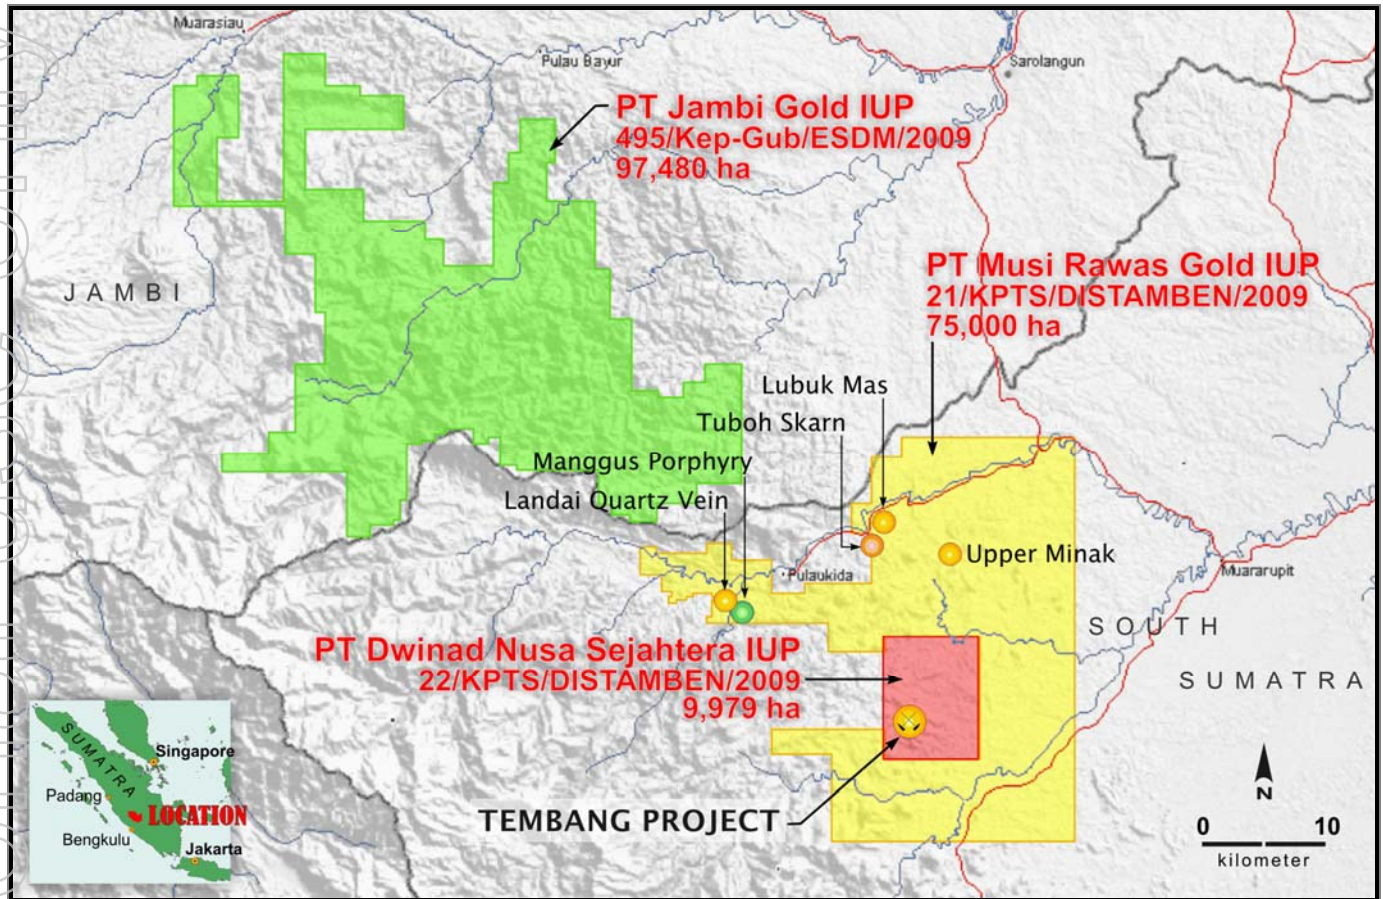 Muarasiau
Pulau Bayur
Sarolangun
PT Jambi Gold IUP
495/Kep-Gub/ESDM/2009
97,480 ha
PT Musi Rawas Gold IUP
21/KPTS/DISTAMBEN/2009
75,000 ha
JAMBI
Lubuk Mas
Tuboh Skarn
Manggus Porphyry
Landai Quartz Vein
Upper Minak
Pulaukida
Muararupit
SOUTH
SUMATRA
PT Dwinad Nusa Sejahtera IUP
22/KPTS/DISTAMBEN/2009
9,979 ha
TEMBANG PROJECT
SUMATRA
Singapore
Padang
LOCATION
Bengkulu
Jakarta
N
0 10
kilometer